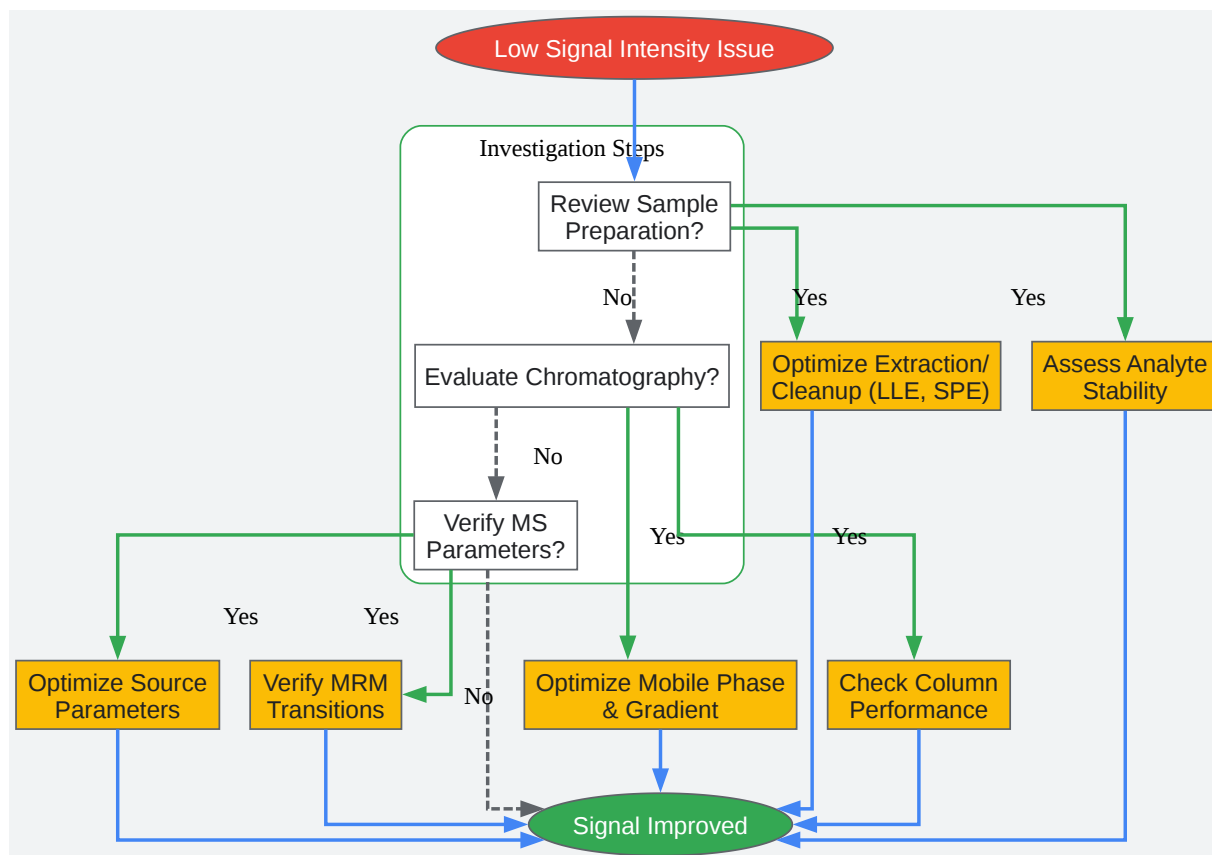 Low Signal Intensity Issue
Investigation Steps
Review Sample
Preparation?
No
Yes
Yes
Evaluate Chromatography?
Optimize Extraction/
Cleanup (LLE, SPE)
Assess Analyte
Stability
No
Verify MS
Parameters?
Yes
Yes
Yes
Yes
Optimize Source
Parameters
Verify MRM
Transitions
No
Optimize Mobile Phase
& Gradient
Check Column
Performance
Signal Improved